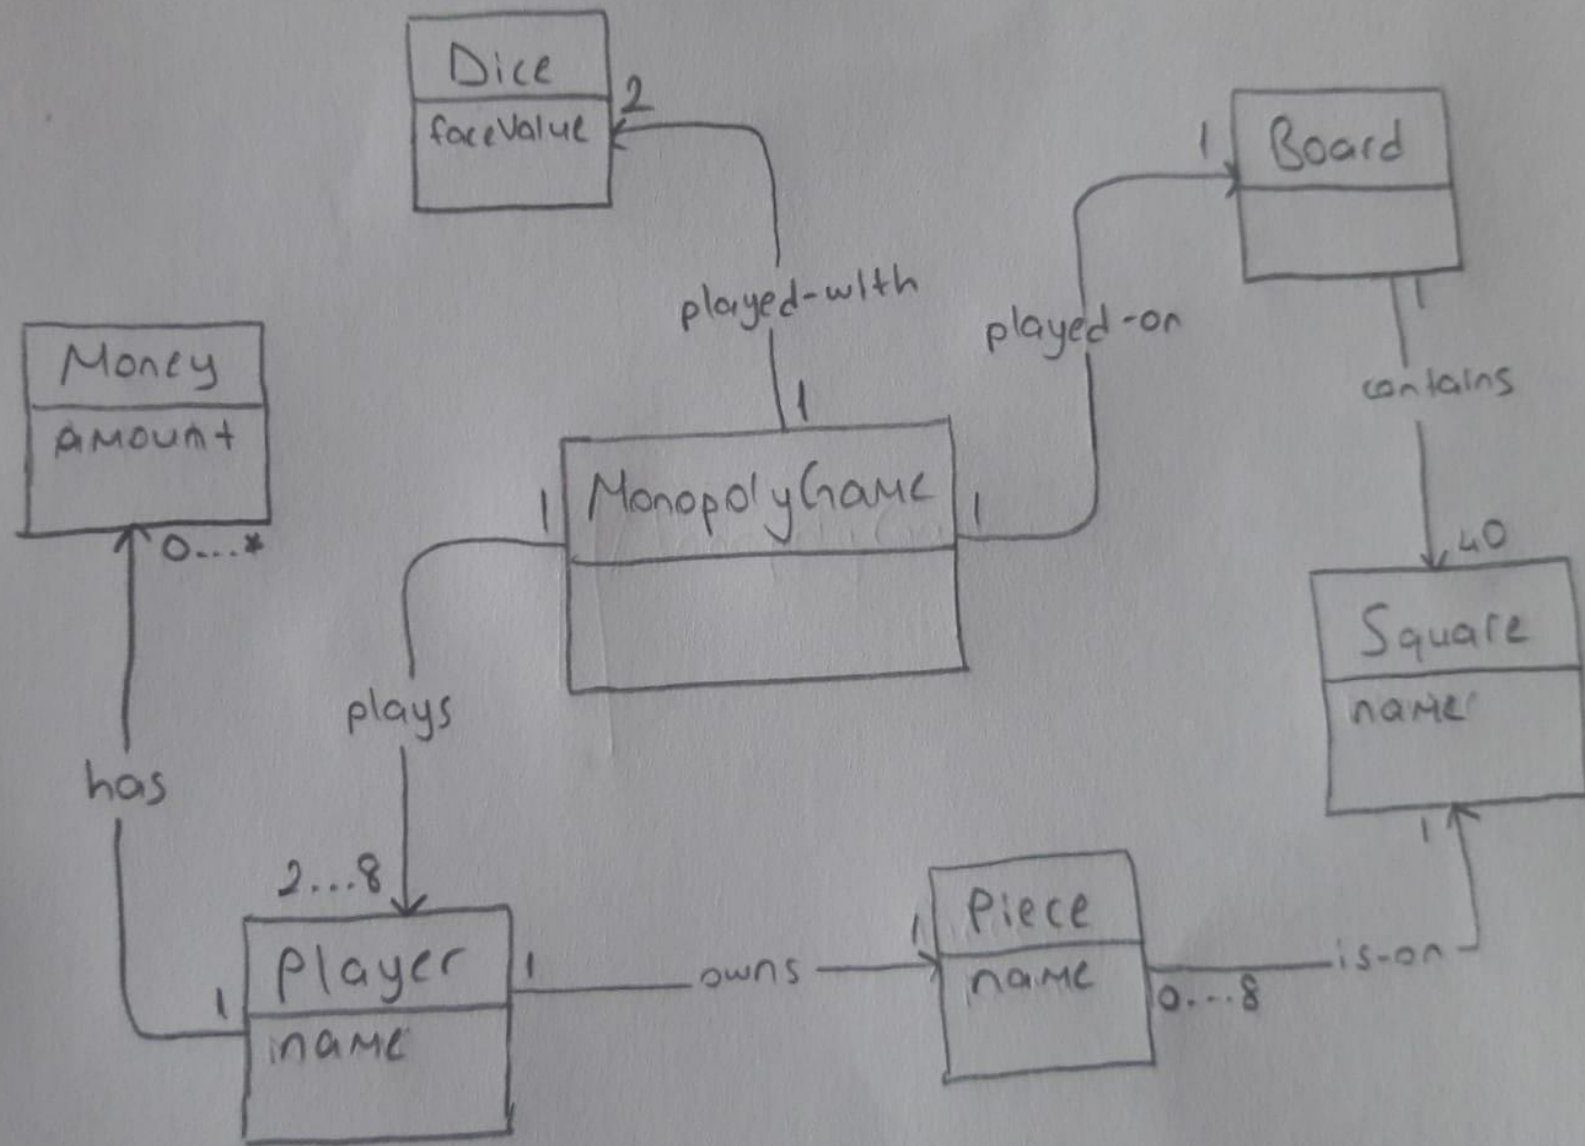 Dice
faceValue
2
1
Board
played-with
played-on
1
contains
Money
amount
0....*
1
MonopolyGame
1
1
40
Square
name
plays
has
2...8
1
Player
name
1
1
owns
Piece
name
0....8
is-on
1